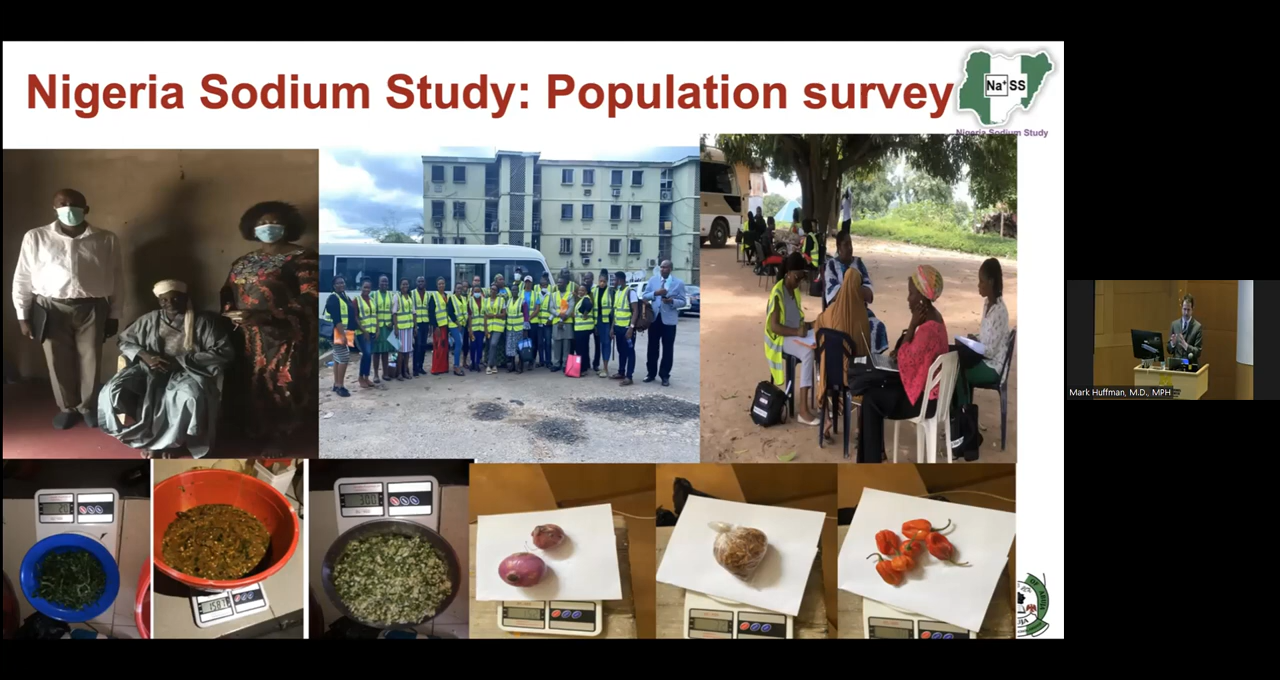 Nigeria Sodium Study: Population survey
Na⁺ SS
Nigeria Sodium Study
Mark Huffman, M.D., MPH